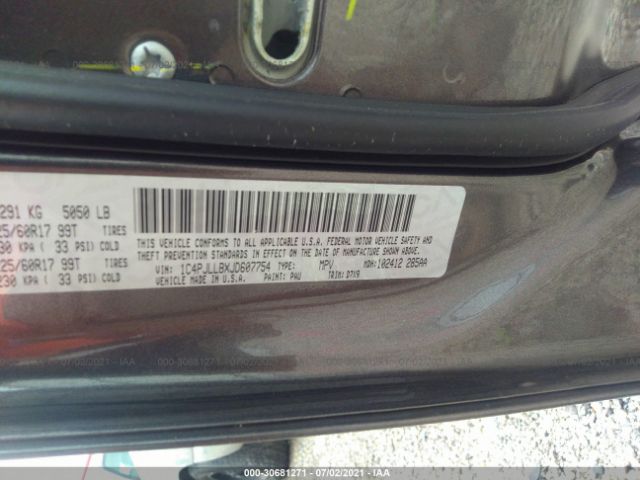 291 KG 5050 LB
25/60R17 99T TIRES
230 KPA ( 33 PSI) COLD
25/60R17 99T TIRES
230 KPA ( 33 PSI) COLD
THIS VEHICLE CONFORMS TO ALL APPLICABLE U.S.A. FEDERAL MOTOR VEHICLE SAFETY AND
THEFT PREVENTION STANDARDS IN EFFECT ON THE DATE OF MANUFACTURE SHOWN ABOVE.
VIN: 1C4PJLLBXJD607754 TYPE: MPV MDH: 102412 285AA
VEHICLE MADE IN U.S.A. PAINT: PAU TRIM: D7X9
000-30681271 - 07/02/2021 - IAA